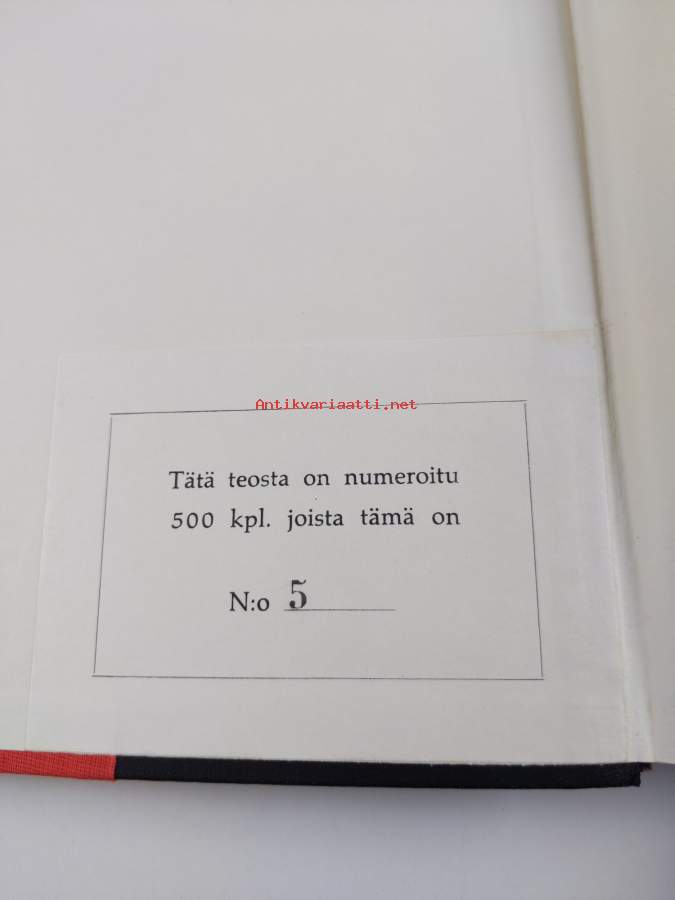 Antikvariaatti.net
Tätä teosta on numeroitu
500 kpl. joista tämä on
N:o 5